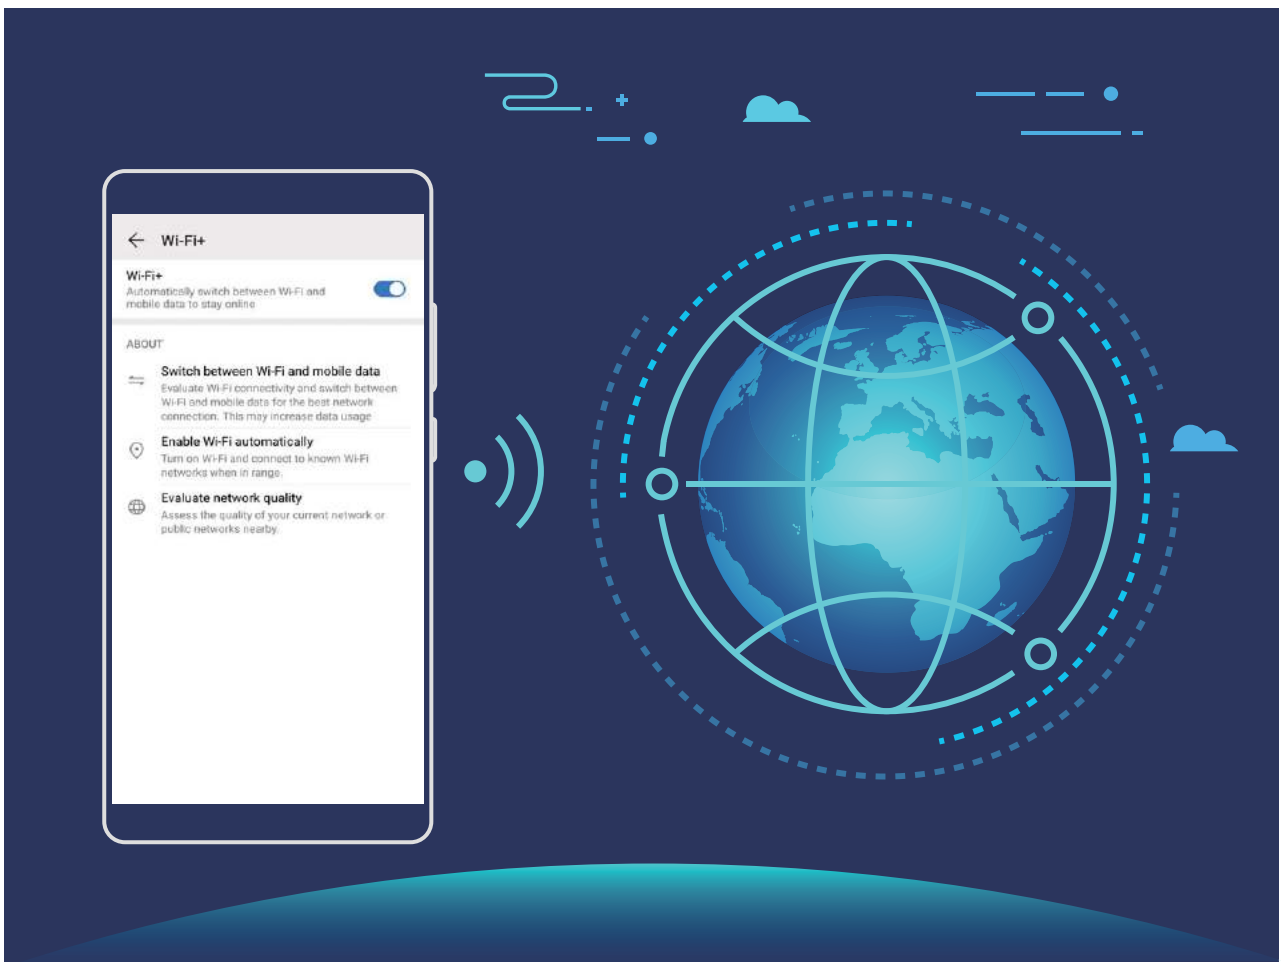 Wi-Fi+
Wi-Fi+
Automatically switch between Wi-Fi and
mobile data to stay online
ABOUT
Switch between Wi-Fi and mobile data
Evaluate Wi-Fi connectivity and switch between
Wi-Fi and mobile data for the best network
connection. This may increase data usage
Enable Wi-Fi automatically
Turn on Wi-Fi and connect to known Wi-Fi
networks when in range.
Evaluate network quality
Assess the quality of your current network or
public networks nearby.